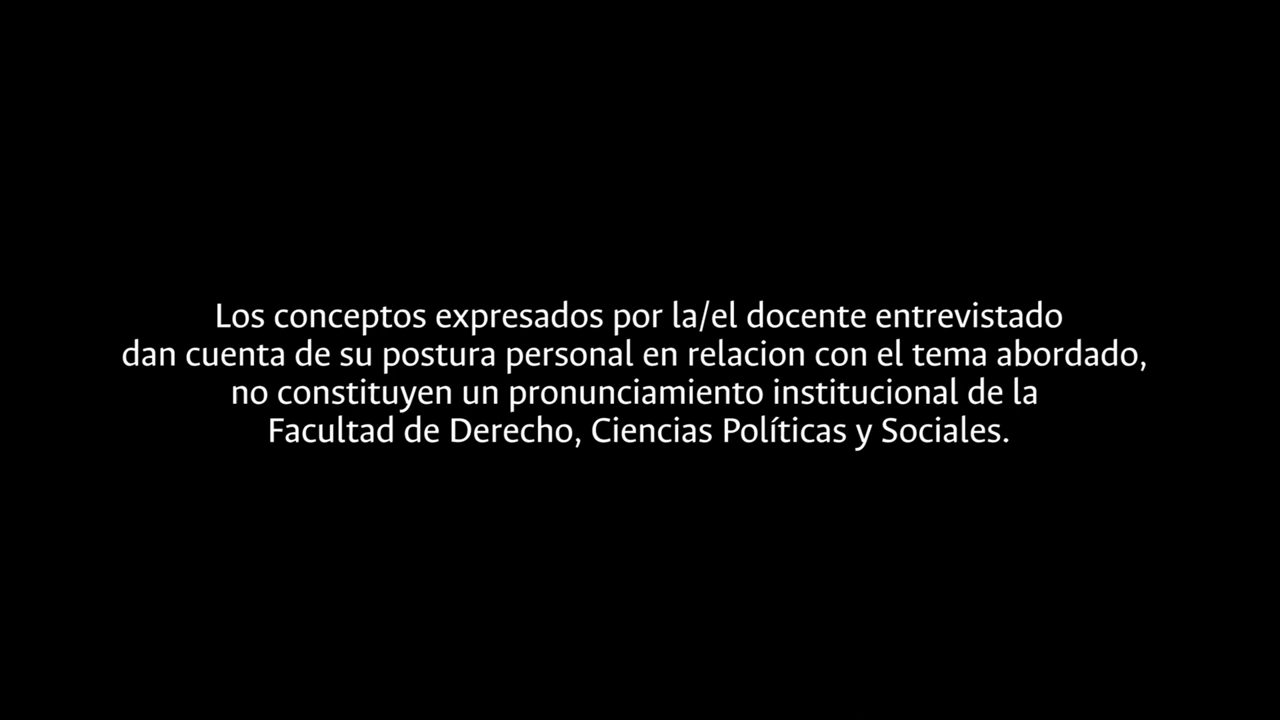 Los conceptos expresados por la/el docente entrevistado
dan cuenta de su postura personal en relacion con el tema abordado,
no constituyen un pronunciamiento institucional de la
Facultad de Derecho, Ciencias Políticas y Sociales.